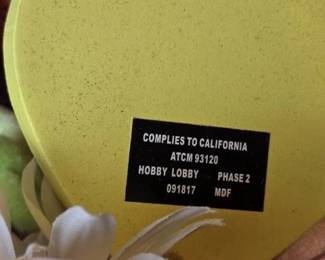 COMPLIES TO CALIFORNIA
ATCM 93120
HOBBY LOBBY PHASE 2
091817 MDF